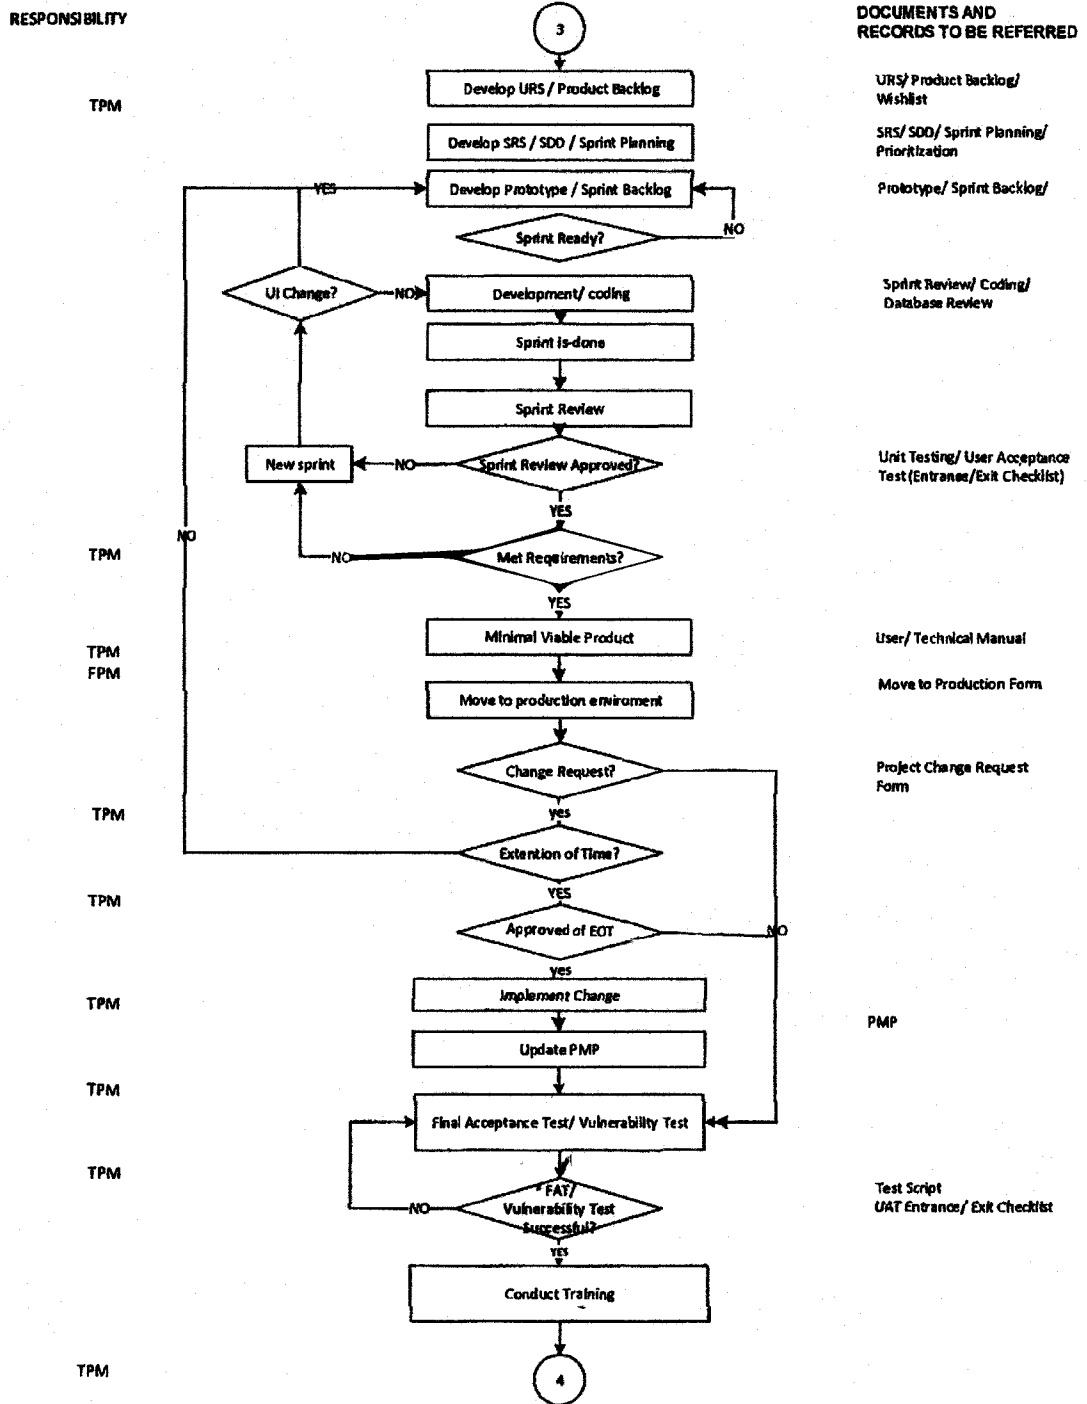 RESPONSIBILITY
DOCUMENTS AND
RECORDS TO BE REFERRED
3
TPM
Develop URS / Product Backlog
URS/ Product Backlog/
Wishlist
Develop SRS / SDD / Sprint Planning
SRS/ SDD/ Sprint Planning/
Prioritization
YES
Develop Prototype / Sprint Backlog
Prototype/ Sprint Backlog/
Sprint Ready?
NO
UI Change?
NO
Development/ coding
Sprint Review/ Coding/
Database Review
Sprint is-done
Sprint Review
New sprint
NO
Sprint Review Approved?
Unit Testing/ User Acceptance
Test (Entrance/Exit Checklist)
YES
NO
TPM
NO
Met Requirements?
YES
TPM
FPM
Minimal Viable Product
User/ Technical Manual
Move to production enviroment
Move to Production Form
Change Request?
Project Change Request
Form
TPM
yes
Extention of Time?
TPM
YES
Approved of EOT
NO
yes
TPM
Implement Change
PMP
Update PMP
TPM
Final Acceptance Test/ Vulnerability Test
TPM
NO
FAT/
Vulnerability Test
Successful?
Test Script
UAT Entrance/ Exit Checklist
YES
Conduct Training
TPM
4